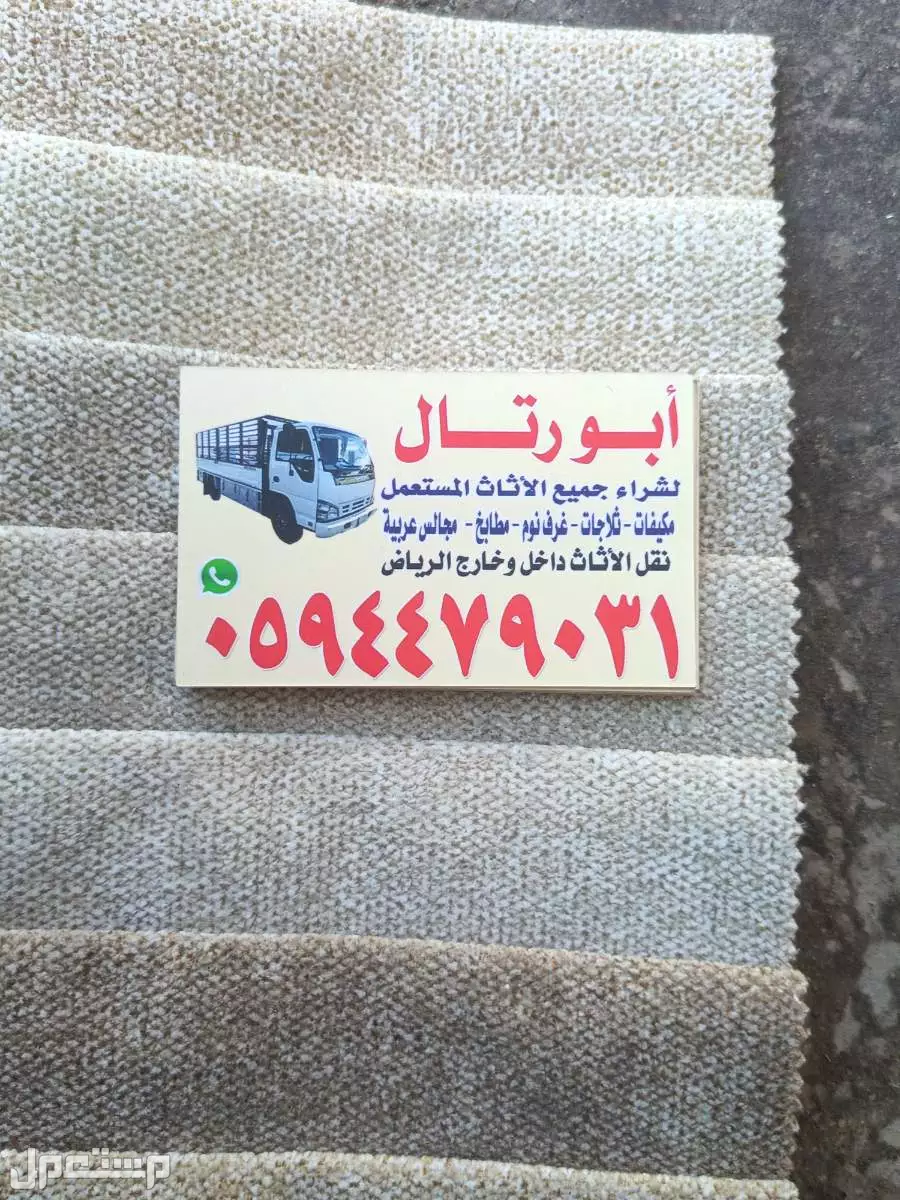 أبو رتال
لشراء جميع الأثاث المستعمل
مكيفات - ثلاجات - غرف نوم - مطابخ - مجالس عربية
نقل الأثاث داخل وخارج الرياض
٠٥٩٤٤٧٩٠٣١
مستعمل